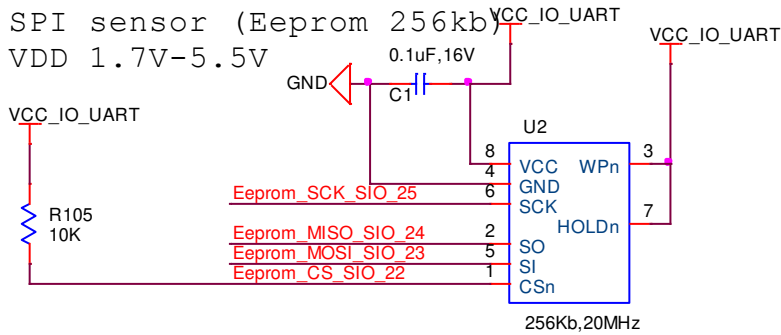 SPI sensor (Eeprom 256kb)
VDD 1.7V-5.5V
VCC_IO_UART
VCC_IO_UART
0.1uF,16V
GND
C1
VCC_IO_UART
U2
8
VCC
WPn
3
4
GND
Eeprom_SCK_SIO_25
6
SCK
R105
10K
HOLDn
7
Eeprom_MISO_SIO_24
2
SO
Eeprom_MOSI_SIO_23
5
SI
Eeprom_CS_SIO_22
1
CSn
256Kb,20MHz